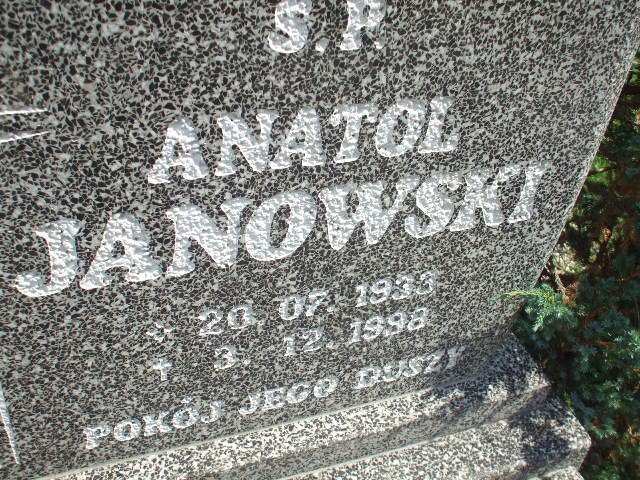 Ś.P.
ANATOL
JANOWSKI
☆ 20. 07. 1933
✝ 3. 12. 1998
POKÓJ JEGO DUSZY